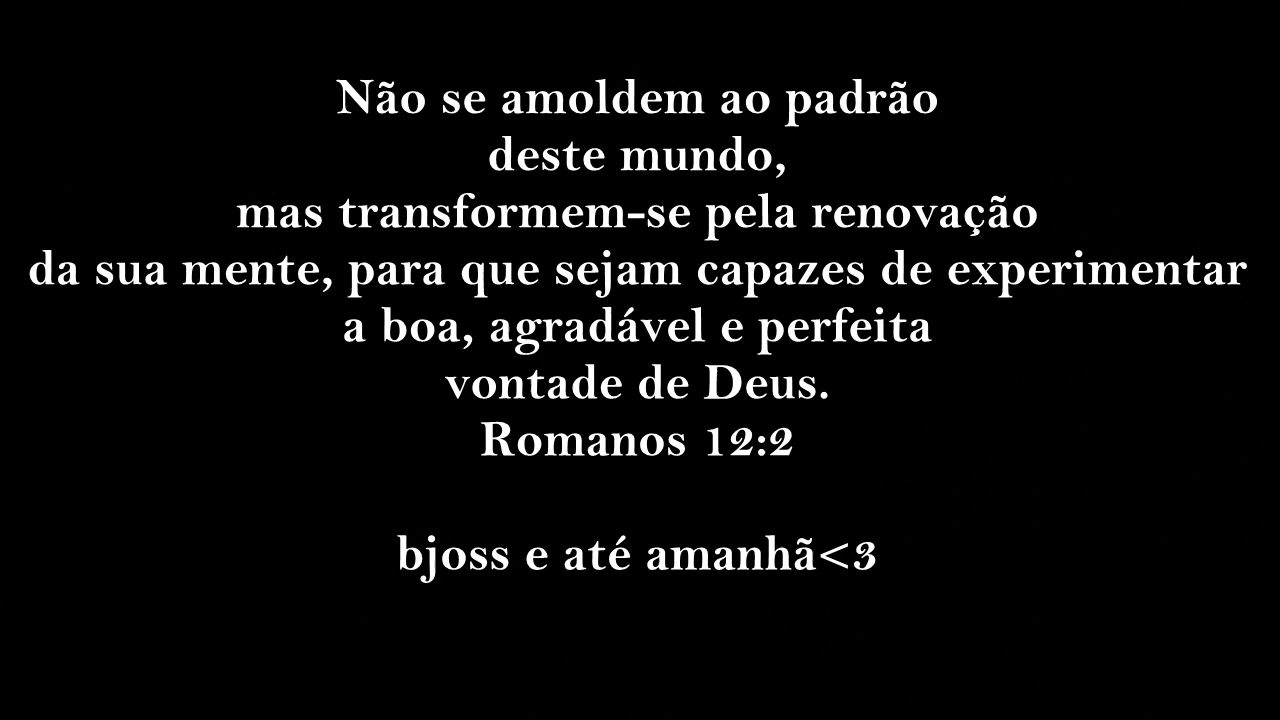 Não se amoldem ao padrão
deste mundo,
mas transformem-se pela renovação
da sua mente, para que sejam capazes de experimentar
a boa, agradável e perfeita
vontade de Deus.
Romanos 12:2
bjoss e até amanhã<3